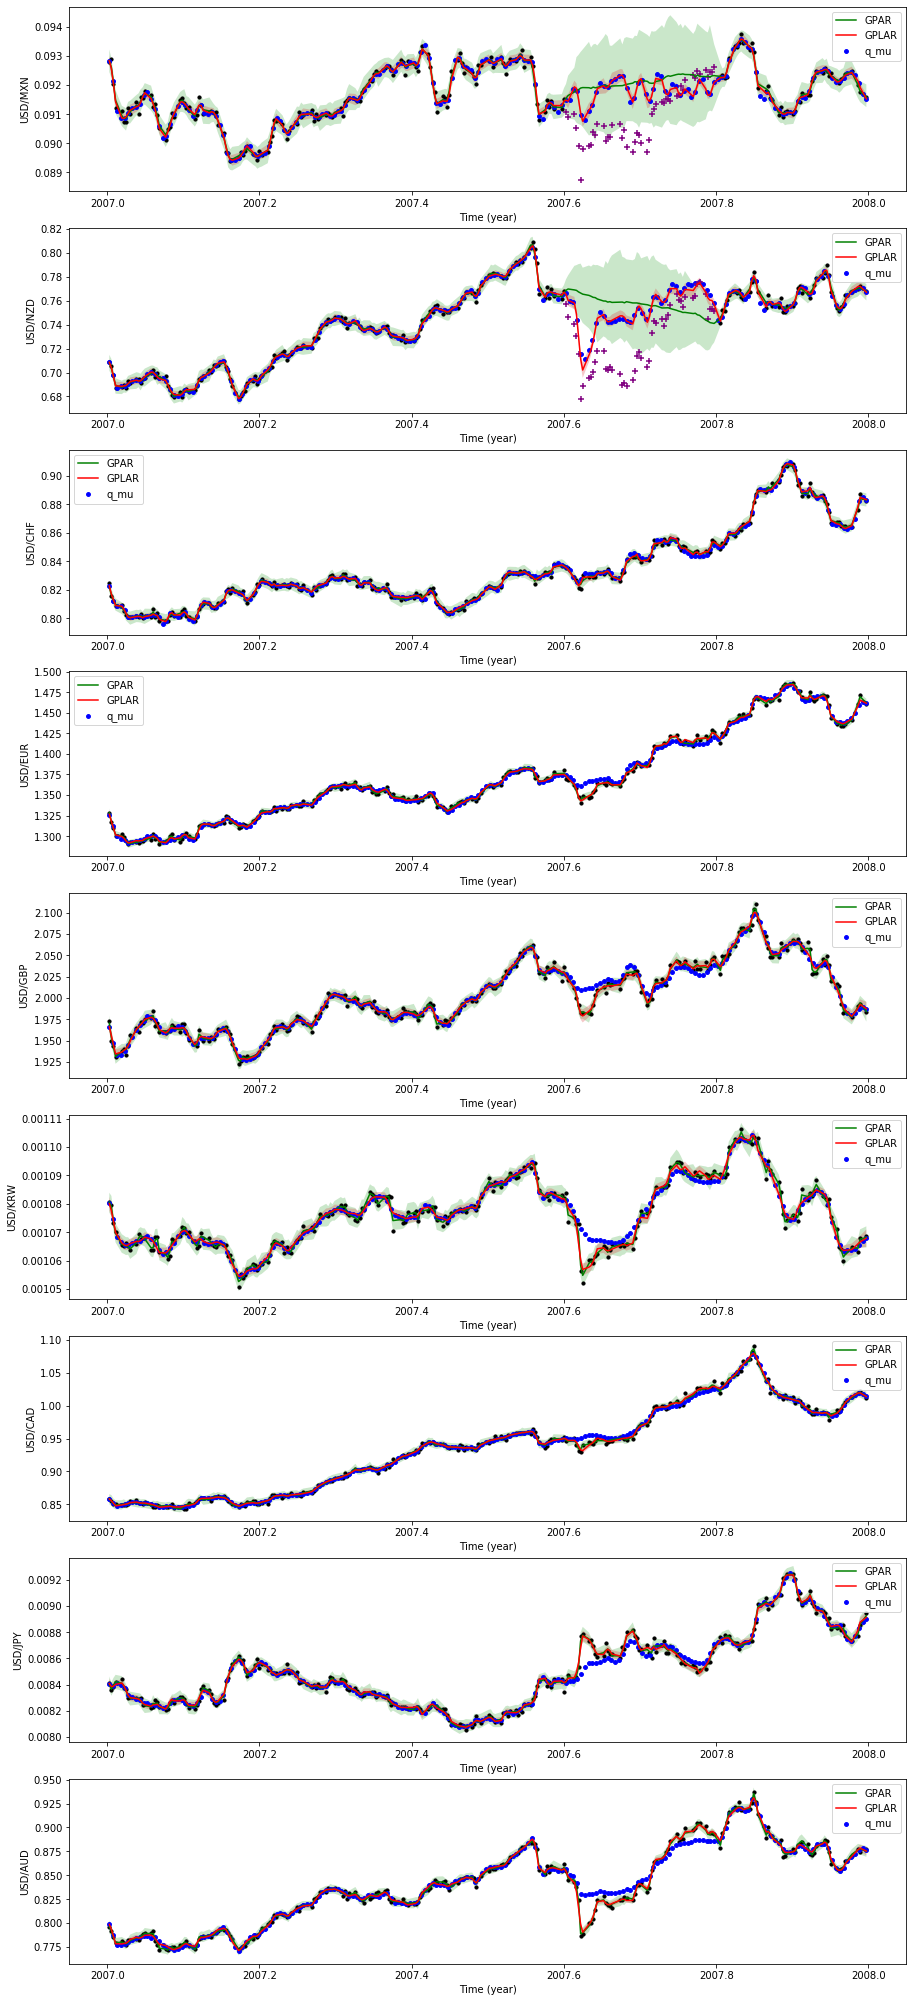 0.094
0.093
0.092
0.091
0.090
0.089
USD/MXN
GPAR
GPLAR
q_mu
2007.0 2007.2 2007.4 2007.6 2007.8 2008.0
Time (year)
0.82
0.80
0.78
0.76
0.74
0.72
0.70
0.68
USD/NZD
GPAR
GPLAR
q_mu
2007.0 2007.2 2007.4 2007.6 2007.8 2008.0
Time (year)
0.90
0.88
0.86
0.84
0.82
0.80
USD/CHF
GPAR
GPLAR
q_mu
2007.0 2007.2 2007.4 2007.6 2007.8 2008.0
Time (year)
1.500
1.475
1.450
1.425
1.400
1.375
1.350
1.325
1.300
USD/EUR
GPAR
GPLAR
q_mu
2007.0 2007.2 2007.4 2007.6 2007.8 2008.0
Time (year)
2.100
2.075
2.050
2.025
2.000
1.975
1.950
1.925
USD/GBP
GPAR
GPLAR
q_mu
2007.0 2007.2 2007.4 2007.6 2007.8 2008.0
Time (year)
0.00111
0.00110
0.00109
0.00108
0.00107
0.00106
0.00105
USD/KRW
GPAR
GPLAR
q_mu
2007.0 2007.2 2007.4 2007.6 2007.8 2008.0
Time (year)
1.10
1.05
1.00
0.95
0.90
0.85
USD/CAD
GPAR
GPLAR
q_mu
2007.0 2007.2 2007.4 2007.6 2007.8 2008.0
Time (year)
0.0092
0.0090
0.0088
0.0086
0.0084
0.0082
0.0080
USD/JPY
GPAR
GPLAR
q_mu
2007.0 2007.2 2007.4 2007.6 2007.8 2008.0
Time (year)
0.950
0.925
0.900
0.875
0.850
0.825
0.800
0.775
USD/AUD
GPAR
GPLAR
q_mu
2007.0 2007.2 2007.4 2007.6 2007.8 2008.0
Time (year)